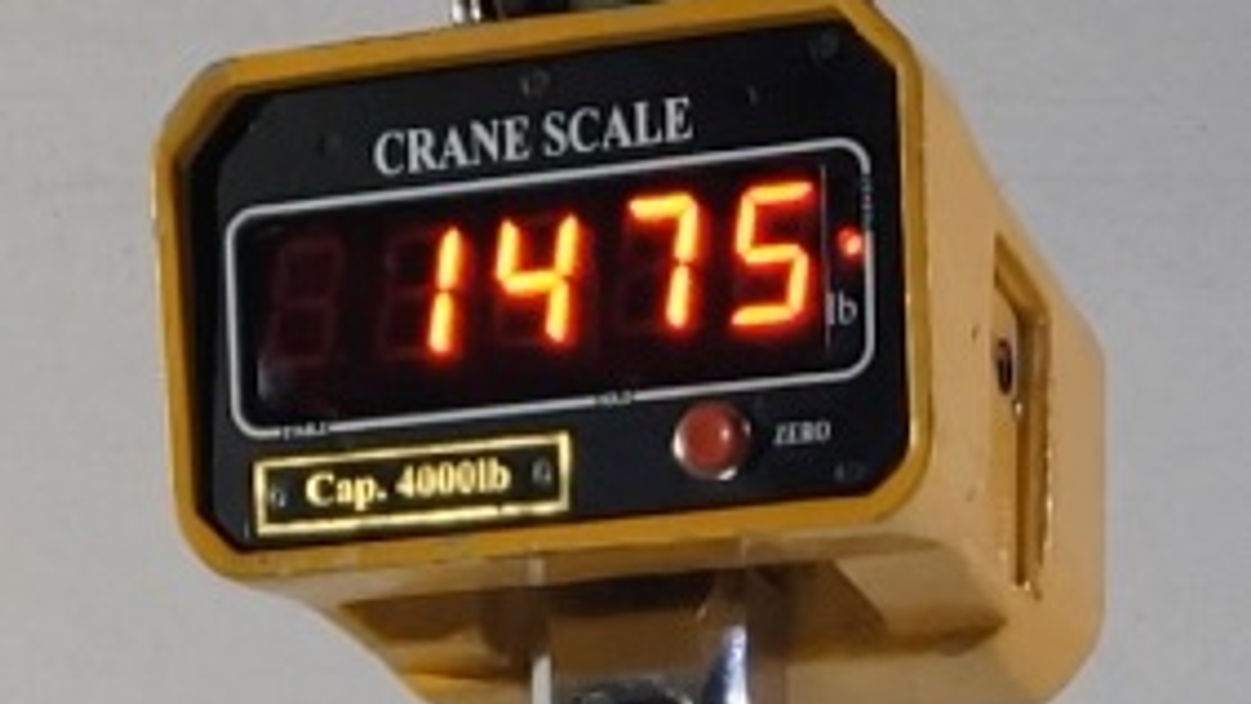 CRANE SCALE
1475
lb
ZERO
Cap. 4000lb